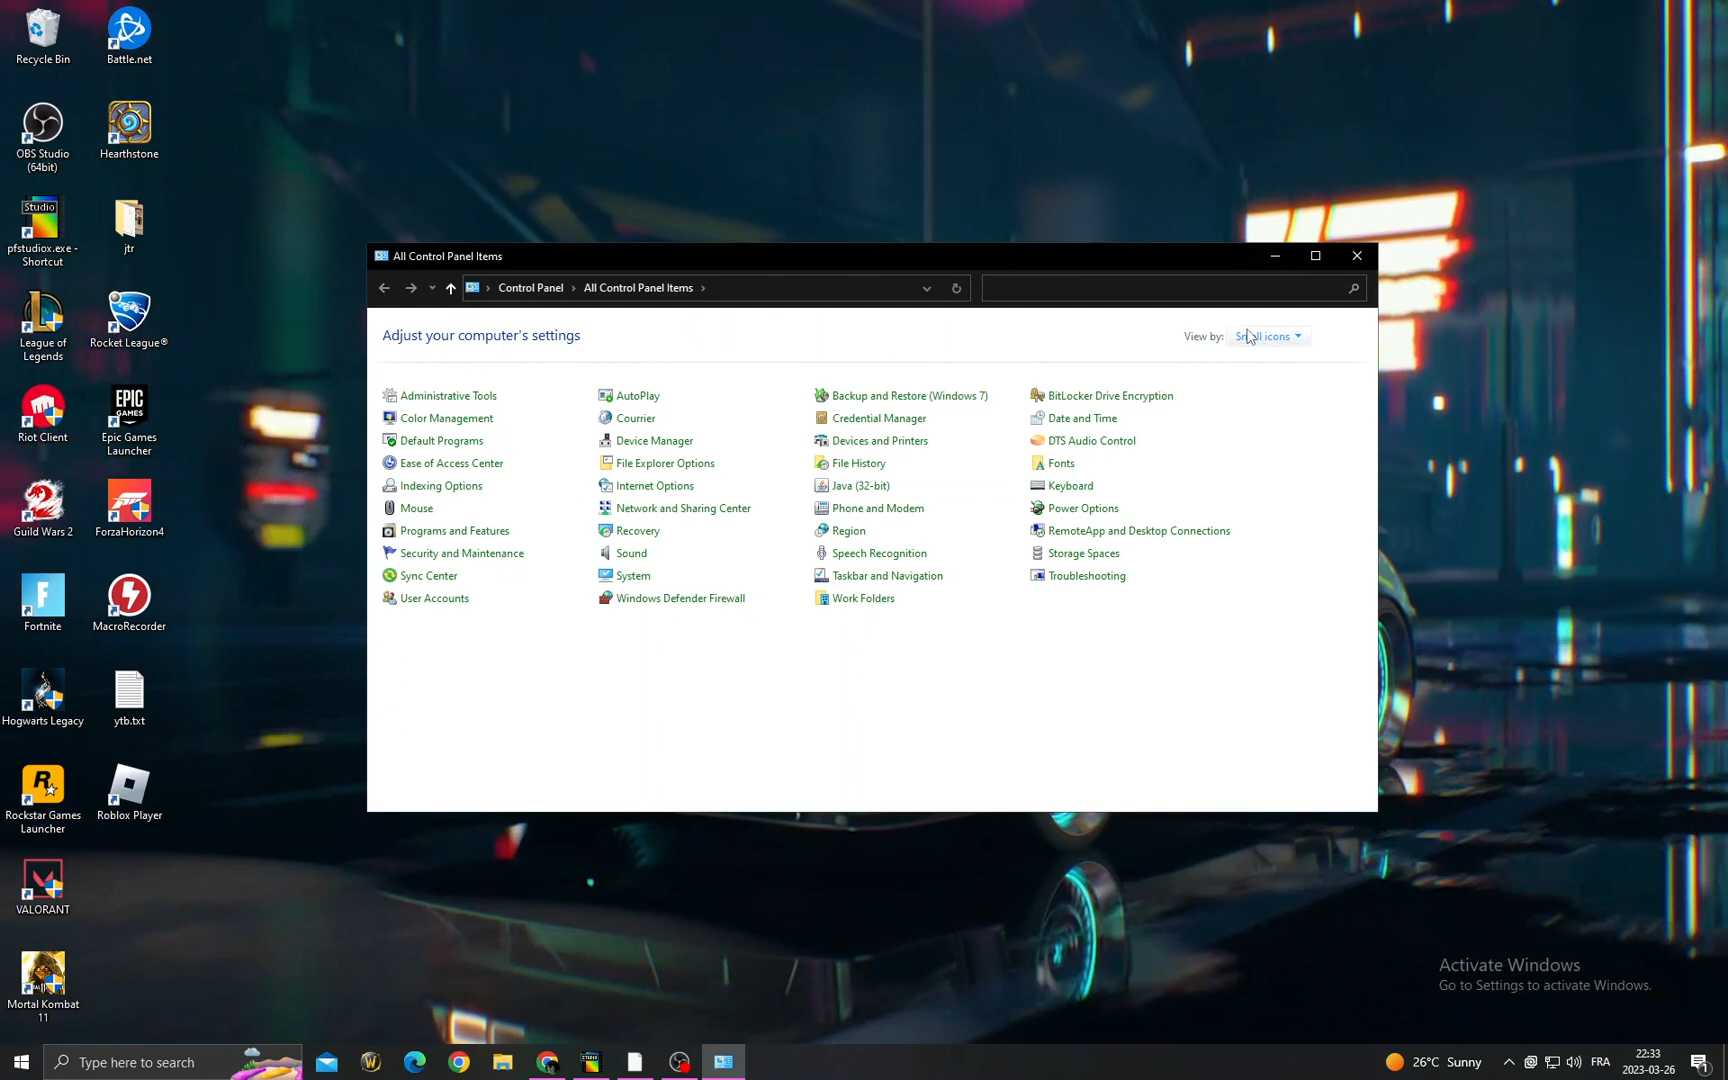 Recycle Bin
Battle.net
OBS Studio
(64bit)
Hearthstone
Studio
pfstudiox.exe -
Shortcut
jtr
League of
Legends
Rocket League®
Riot Client
EPIC
GAMES
Epic Games
Launcher
Guild Wars 2
ForzaHorizon4
Fortnite
MacroRecorder
Hogwarts Legacy
ytb.txt
Rockstar Games
Launcher
Roblox Player
VALORANT
Mortal Kombat
11
All Control Panel Items
Control Panel
All Control Panel Items
Adjust your computer's settings
View by:
Small icons
Administrative Tools
AutoPlay
Backup and Restore (Windows 7)
BitLocker Drive Encryption
Color Management
Courrier
Credential Manager
Date and Time
Default Programs
Device Manager
Devices and Printers
DTS Audio Control
Ease of Access Center
File Explorer Options
File History
Fonts
Indexing Options
Internet Options
Java (32-bit)
Keyboard
Mouse
Network and Sharing Center
Phone and Modem
Power Options
Programs and Features
Recovery
Region
RemoteApp and Desktop Connections
Security and Maintenance
Sound
Speech Recognition
Storage Spaces
Sync Center
System
Taskbar and Navigation
Troubleshooting
User Accounts
Windows Defender Firewall
Work Folders
Activate Windows
Go to Settings to activate Windows.
Type here to search
26°C Sunny
FRA
22:33
2023-03-26
1